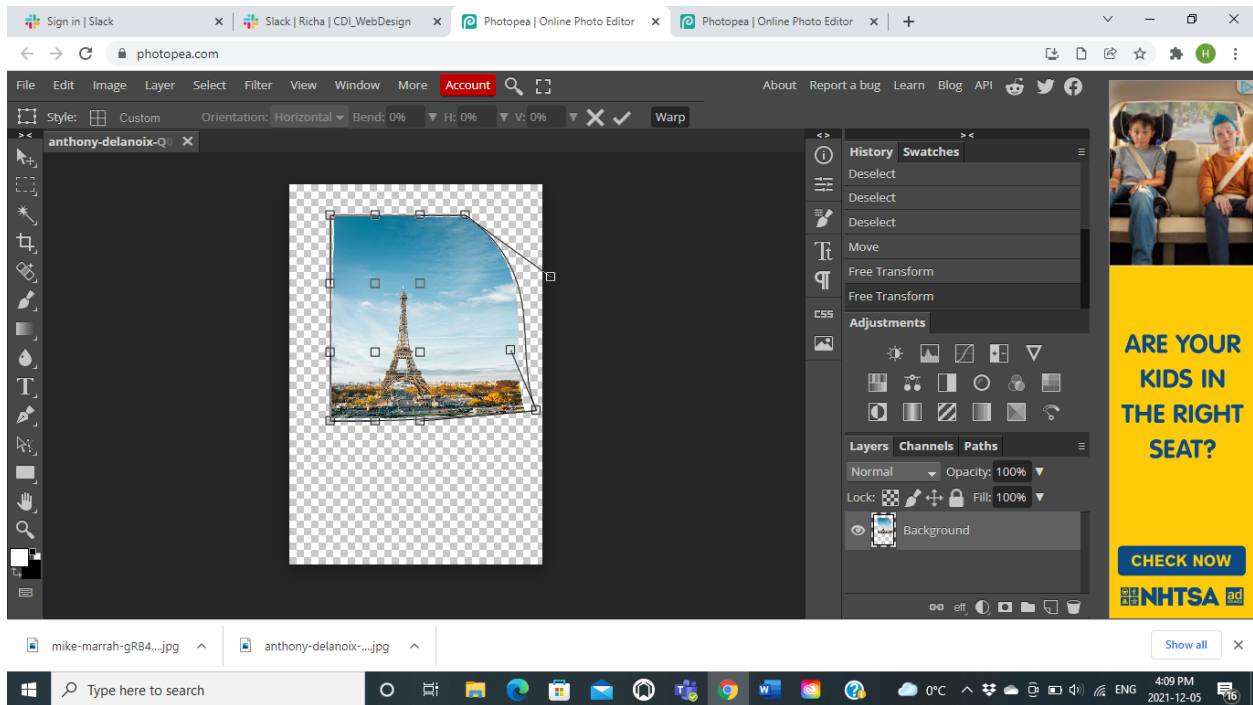 Sign in | Slack
Slack | Richa | CDI_WebDesign
Photopea | Online Photo Editor
Photopea | Online Photo Editor
photopea.com
H
File Edit Image Layer Select Filter View Window More Account
About Report a bug Learn Blog API
Style: Custom Orientation: Horizontal Bend: 0% H: 0% V: 0% Warp
anthony-delanoix-Q0
History Swatches
Deselect
Deselect
Deselect
Move
Free Transform
Free Transform
CSS
Adjustments
Layers Channels Paths
Normal Opacity: 100%
Lock: Fill: 100%
Background
eff
ARE YOUR
KIDS IN
THE RIGHT
SEAT?
CHECK NOW
NHTSA ad
mike-marrah-gRB4....jpg
anthony-delanoix-....jpg
Show all
Type here to search
0°C
ENG
4:09 PM
2021-12-05
16